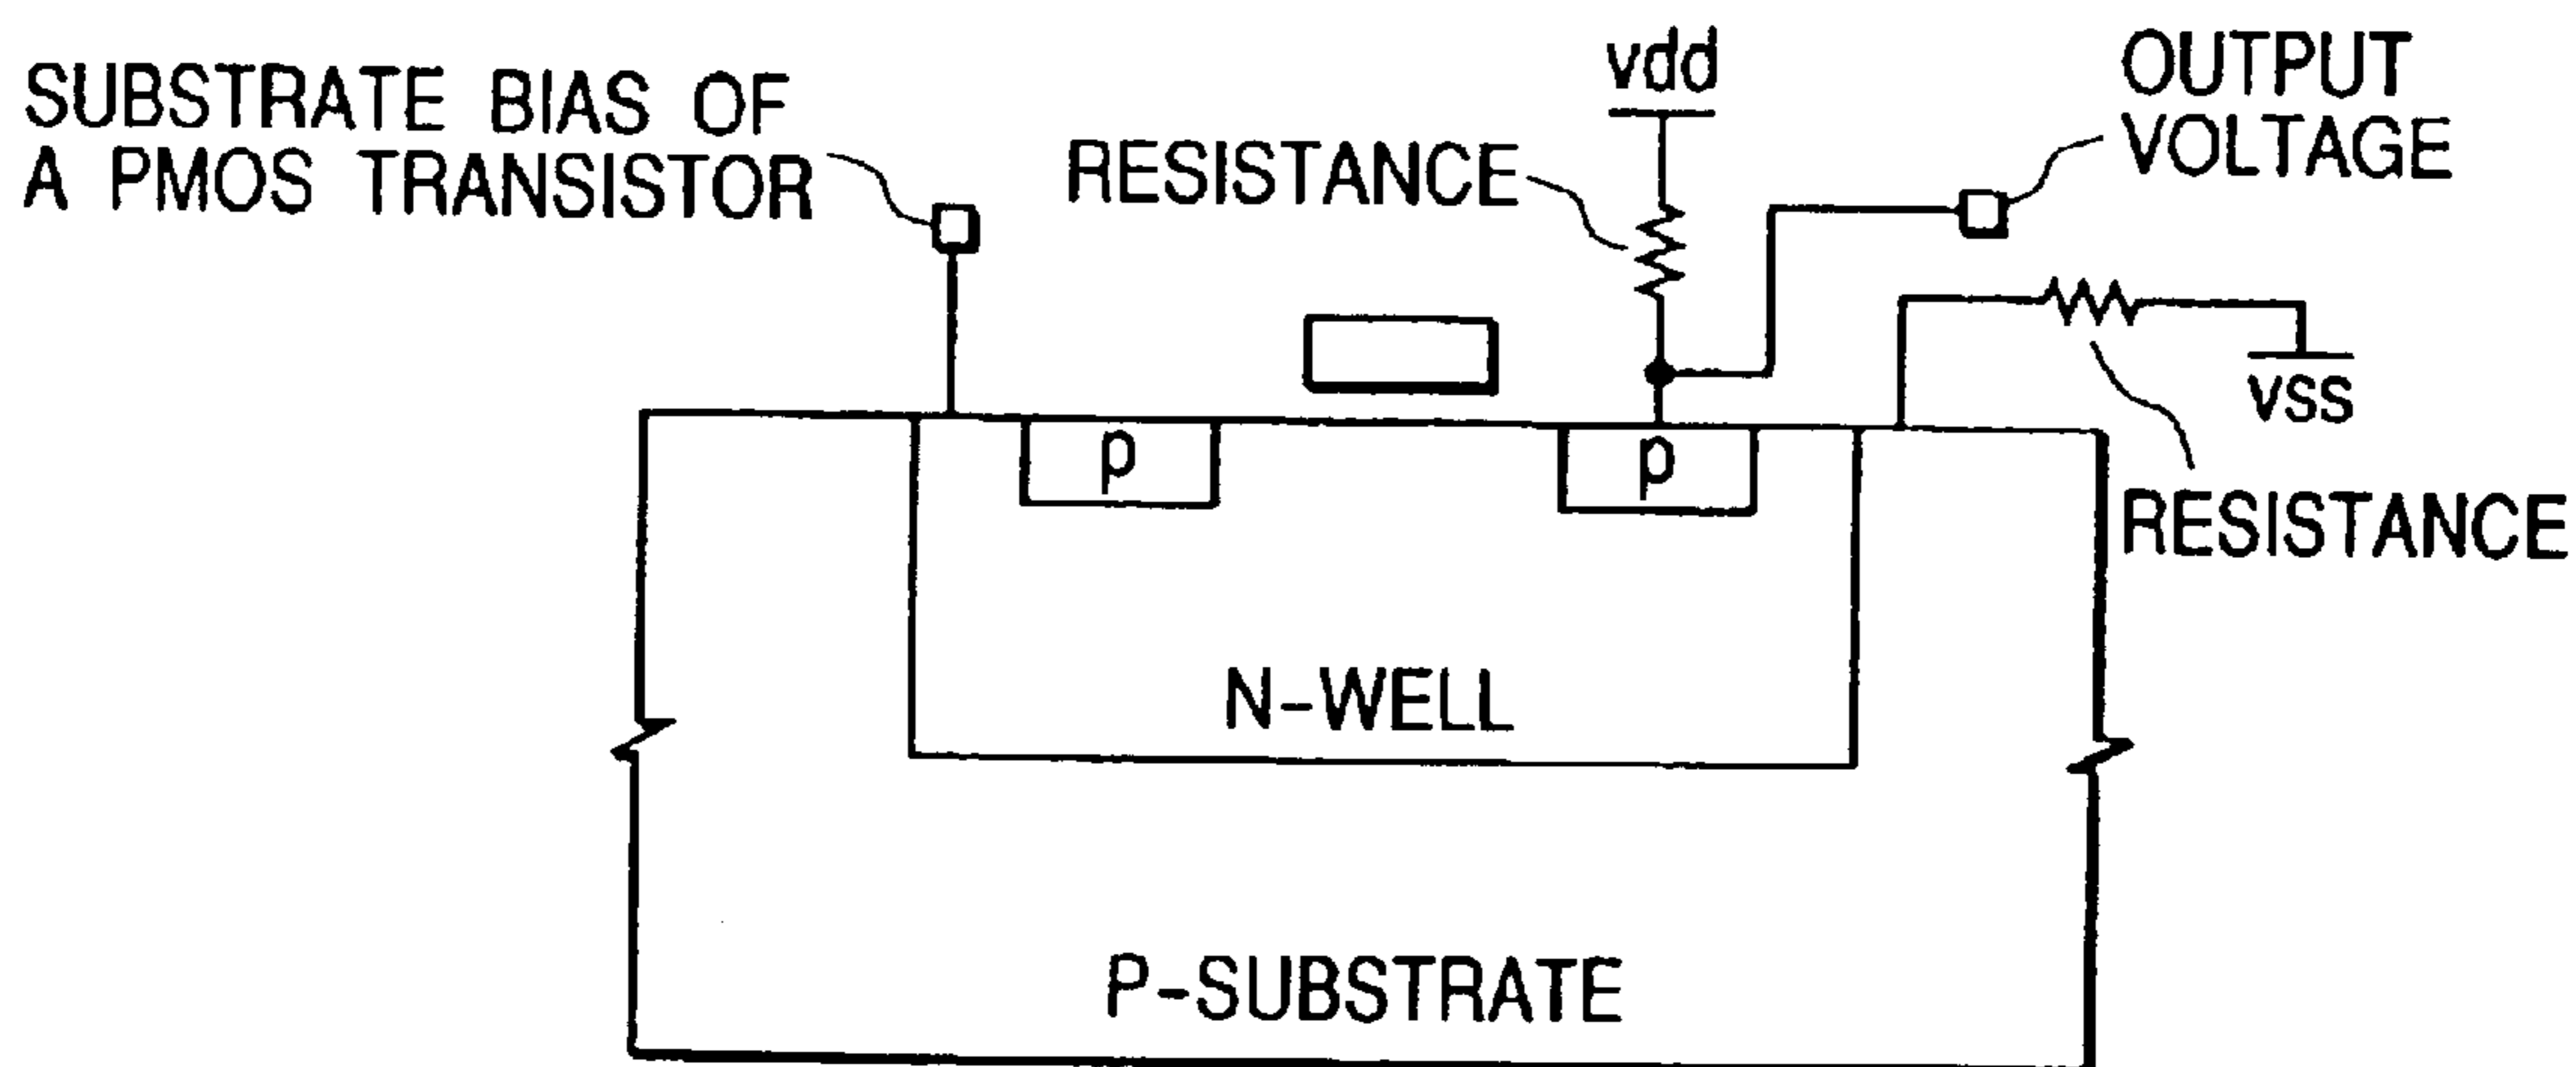 SUBSTRATE BIAS OF
A PMOS TRANSISTOR
RESISTANCE
vdd
OUTPUT
VOLTAGE
vss
RESISTANCE
p
p
N-WELL
P-SUBSTRATE